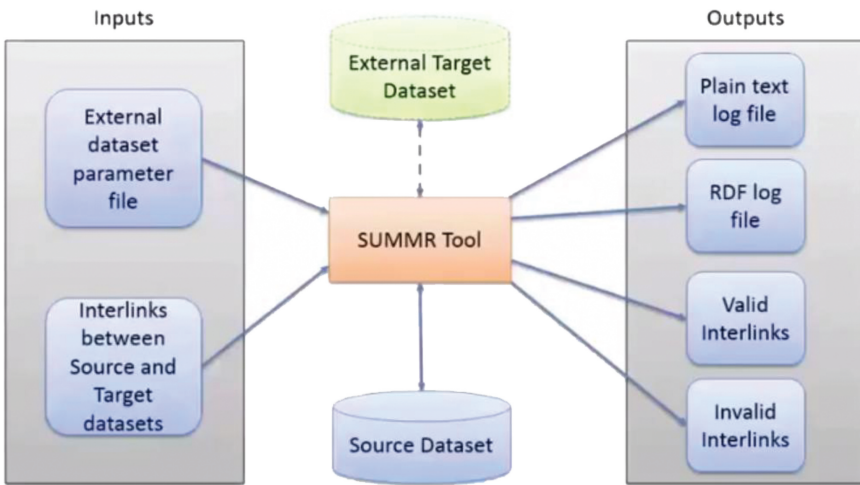 Inputs
External
dataset
parameter
file
Interlinks
between
Source and
Target
datasets
External Target
Dataset
SUMMR Tool
Source Dataset
Outputs
Plain text
log file
RDF log
file
Valid
Interlinks
Invalid
Interlinks